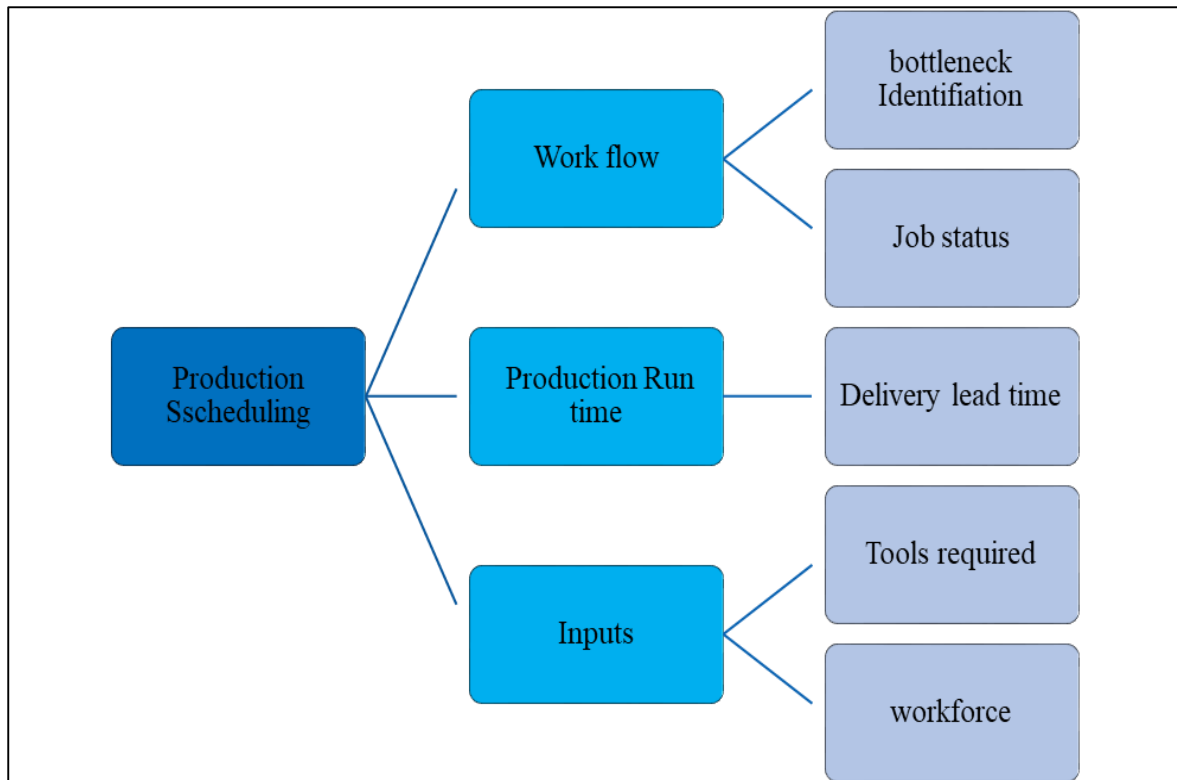 Production
Sscheduling
Work flow
Production Run
time
Inputs
bottleneck
Identifiation
Job status
Delivery lead time
Tools required
workforce